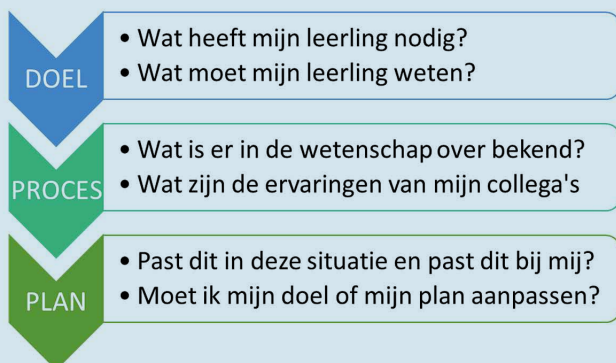 DOEL
• Wat heeft mijn leerling nodig?
• Wat moet mijn leerling weten?
PROCES
• Wat is er in de wetenschap over bekend?
• Wat zijn de ervaringen van mijn collega's
PLAN
• Past dit in deze situatie en past dit bij mij?
• Moet ik mijn doel of mijn plan aanpassen?